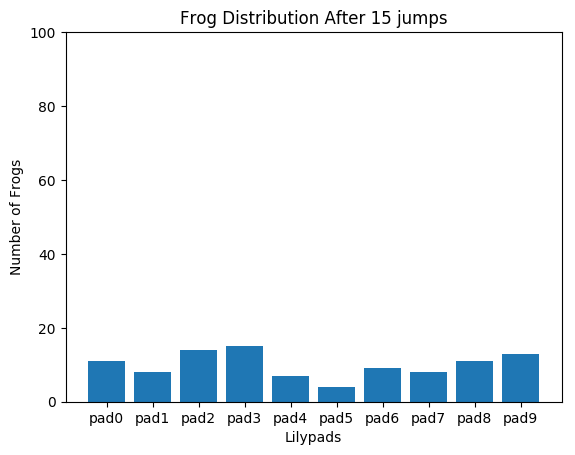 Frog Distribution After 15 jumps
100
80
60
40
20
0
Number of Frogs
pad0 pad1 pad2 pad3 pad4 pad5 pad6 pad7 pad8 pad9
Lilypads